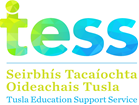 tess
Seirbhís Tacaíochta
Oideachais Tusla
Tusla Education Support Service